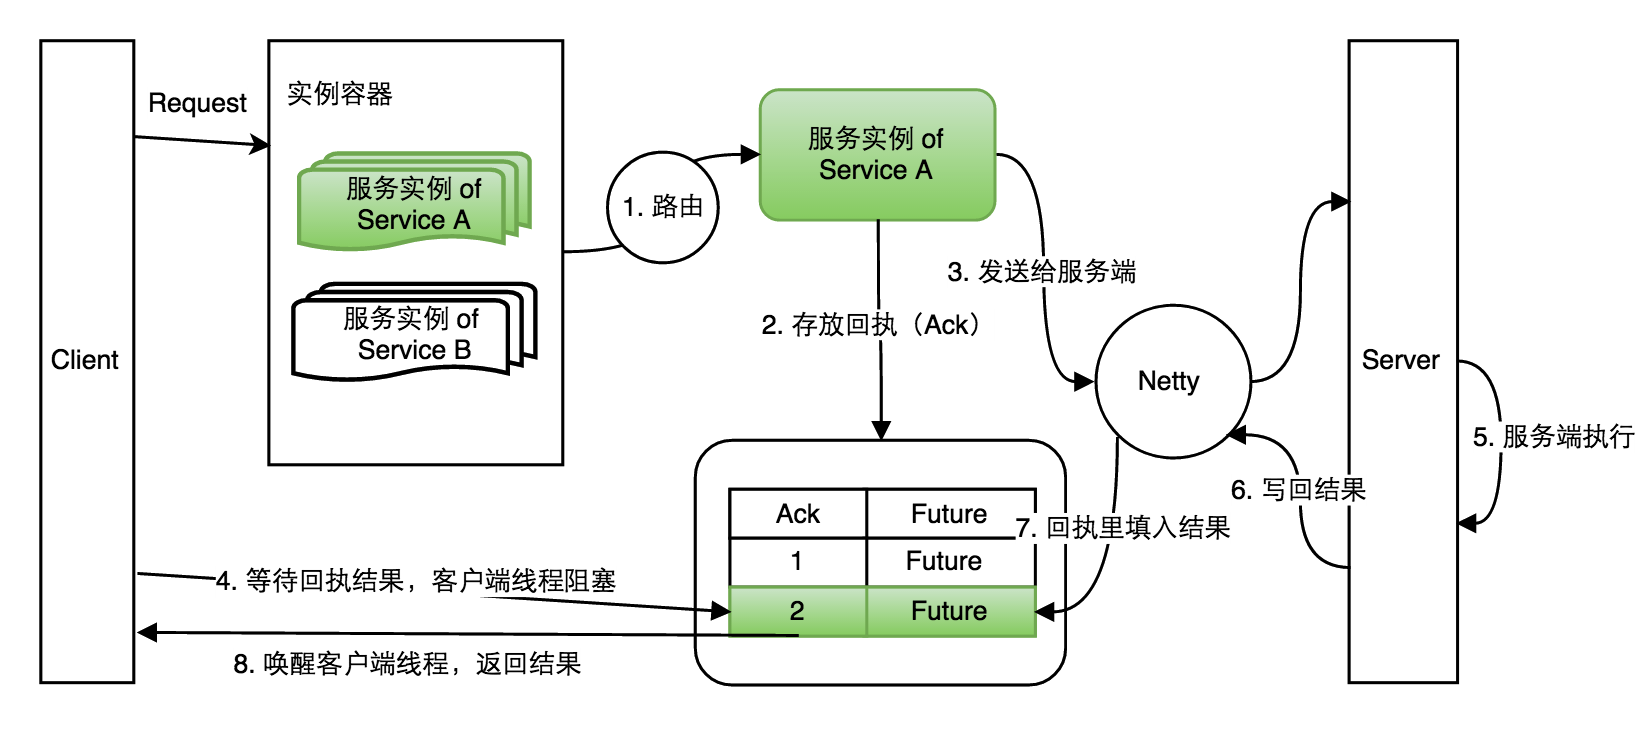 Client
Request
实例容器
服务实例 of
Service A
服务实例 of
Service B
1. 路由
服务实例 of
Service A
2. 存放回执（Ack）
3. 发送给服务端
Netty
Server
5. 服务端执行
6. 写回结果
7. 回执里填入结果
Ack Future
1 Future
2 Future
4. 等待回执结果，客户端线程阻塞
8. 唤醒客户端线程，返回结果